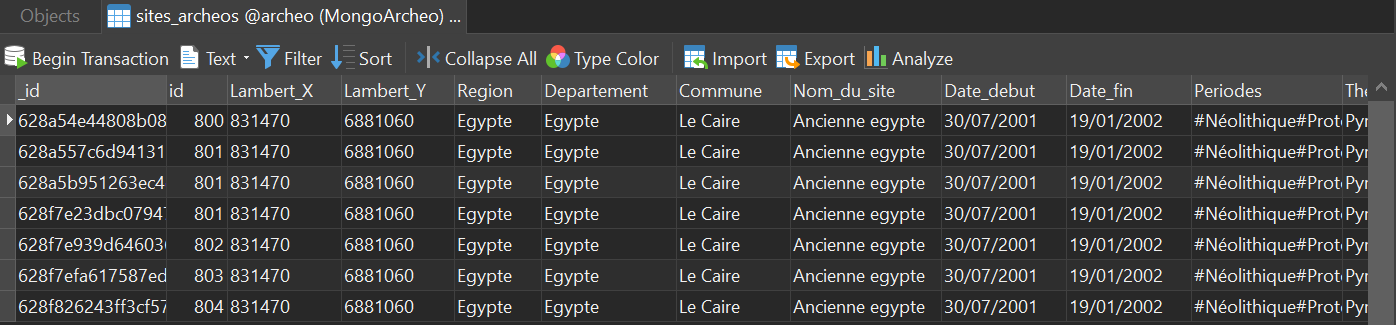 Objects sites_archeos @archeo (MongoArcheo) ...
Begin Transaction Text Filter Sort Collapse All Type Color Import Export Analyze
_id id Lambert_X Lambert_Y Region Departement Commune Nom_du_site Date_debut Date_fin Periodes The
628a54e44808b08 800 831470 6881060 Egypte Egypte Le Caire Ancienne egypte 30/07/2001 19/01/2002 #Néolithique#Proto Pyr
628a557c6d94131 801 831470 6881060 Egypte Egypte Le Caire Ancienne egypte 30/07/2001 19/01/2002 #Néolithique#Proto Pyr
628a5b951263ec4 801 831470 6881060 Egypte Egypte Le Caire Ancienne egypte 30/07/2001 19/01/2002 #Néolithique#Proto Pyr
628f7e23dbc0794 801 831470 6881060 Egypte Egypte Le Caire Ancienne egypte 30/07/2001 19/01/2002 #Néolithique#Proto Pyr
628f7e939d64603 802 831470 6881060 Egypte Egypte Le Caire Ancienne egypte 30/07/2001 19/01/2002 #Néolithique#Proto Pyr
628f7efa617587ed 803 831470 6881060 Egypte Egypte Le Caire Ancienne egypte 30/07/2001 19/01/2002 #Néolithique#Proto Pyr
628f826243ff3cf57 804 831470 6881060 Egypte Egypte Le Caire Ancienne egypte 30/07/2001 19/01/2002 #Néolithique#Proto Pyr